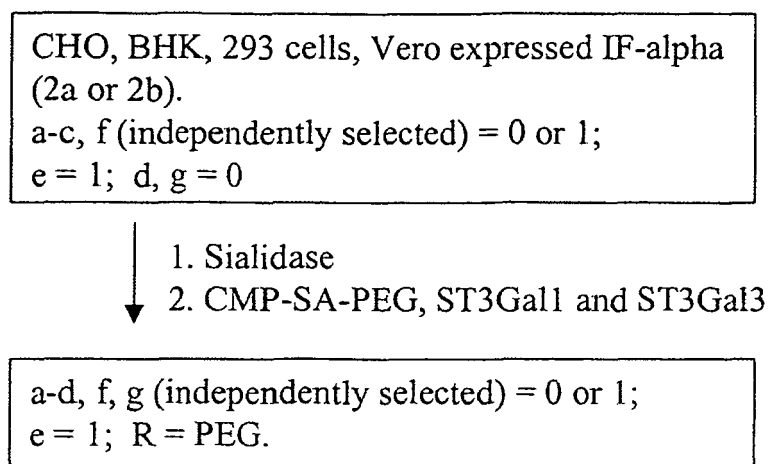 CHO, BHK, 293 cells, Vero expressed IF-alpha
(2a or 2b).
a-c, f (independently selected) = 0 or 1;
e = 1; d, g = 0
1. Sialidase
2. CMP-SA-PEG, ST3Gal1 and ST3Gal3
a-d, f, g (independently selected) = 0 or 1;
e = 1; R = PEG.